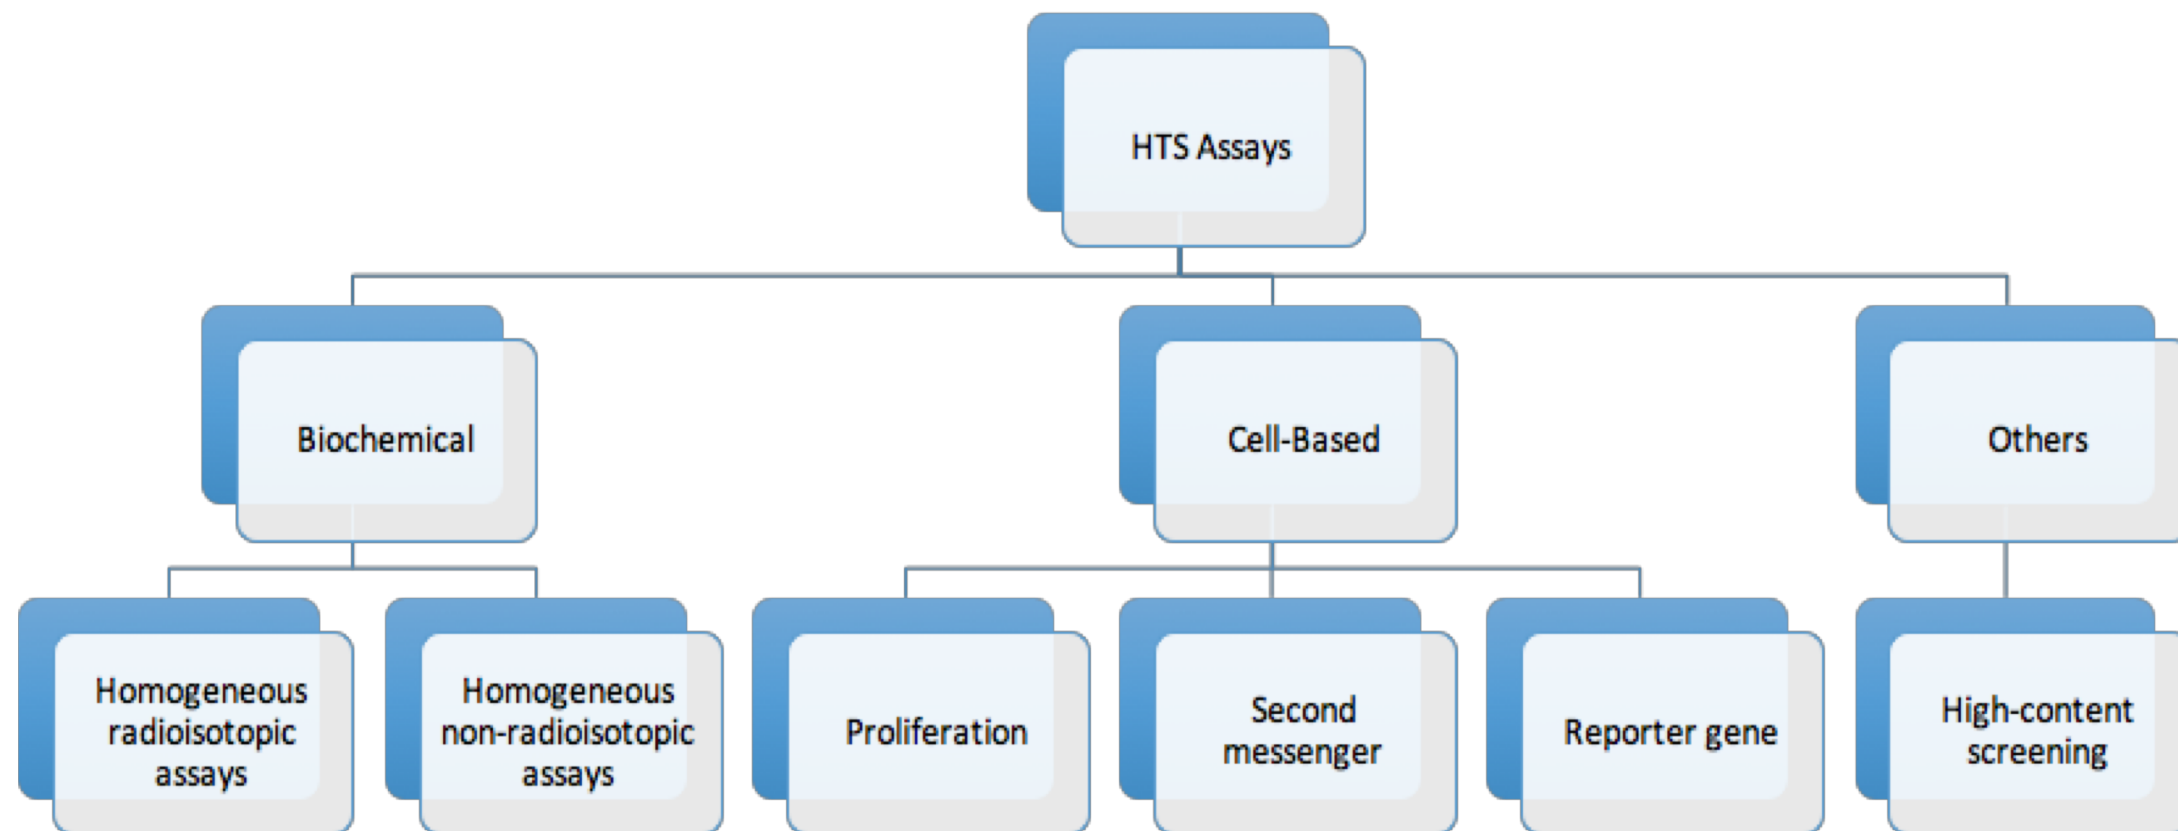 HTS Assays
Biochemical
Cell-Based
Others
Homogeneous
radioisotopic
assays
Homogeneous
non-radioisotopic
assays
Proliferation
Second
messenger
Reporter gene
High-content
screening